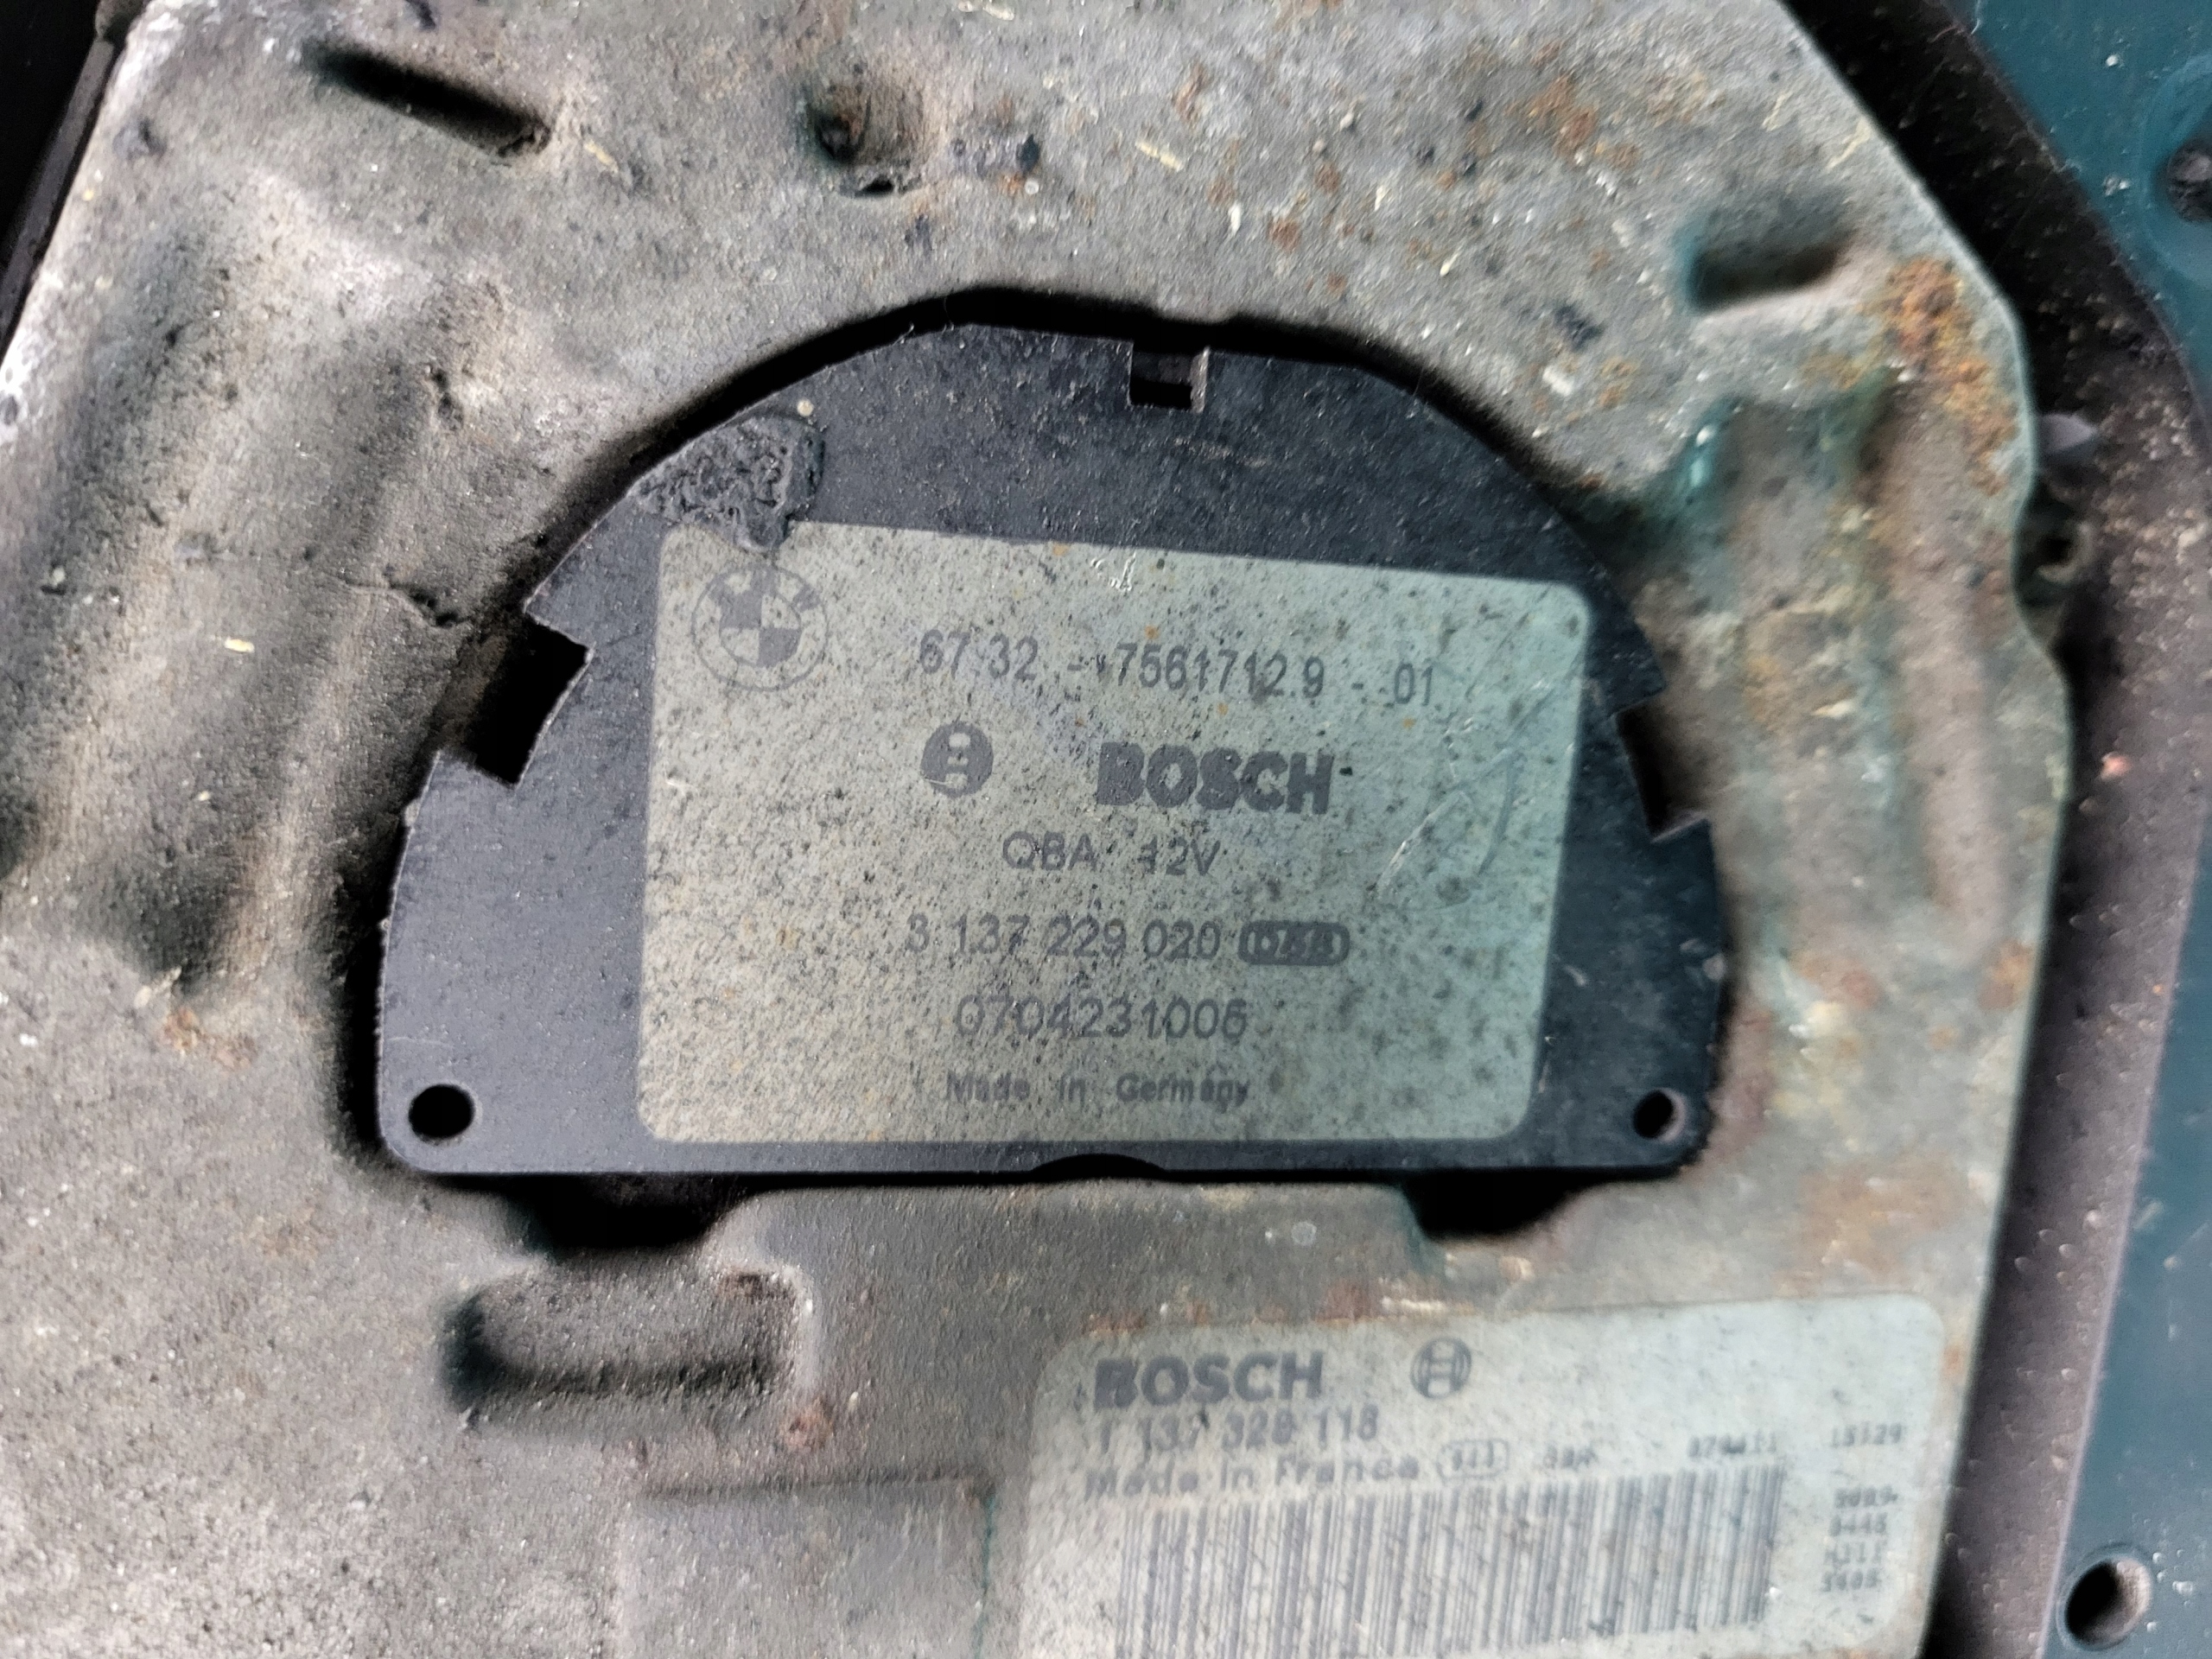 67.32 - 7561712.9 - 01
BOSCH
QBA 12V
3 137 229 020
0704231006
Made in Germany
BOSCH
1 137 328 118
Made in France